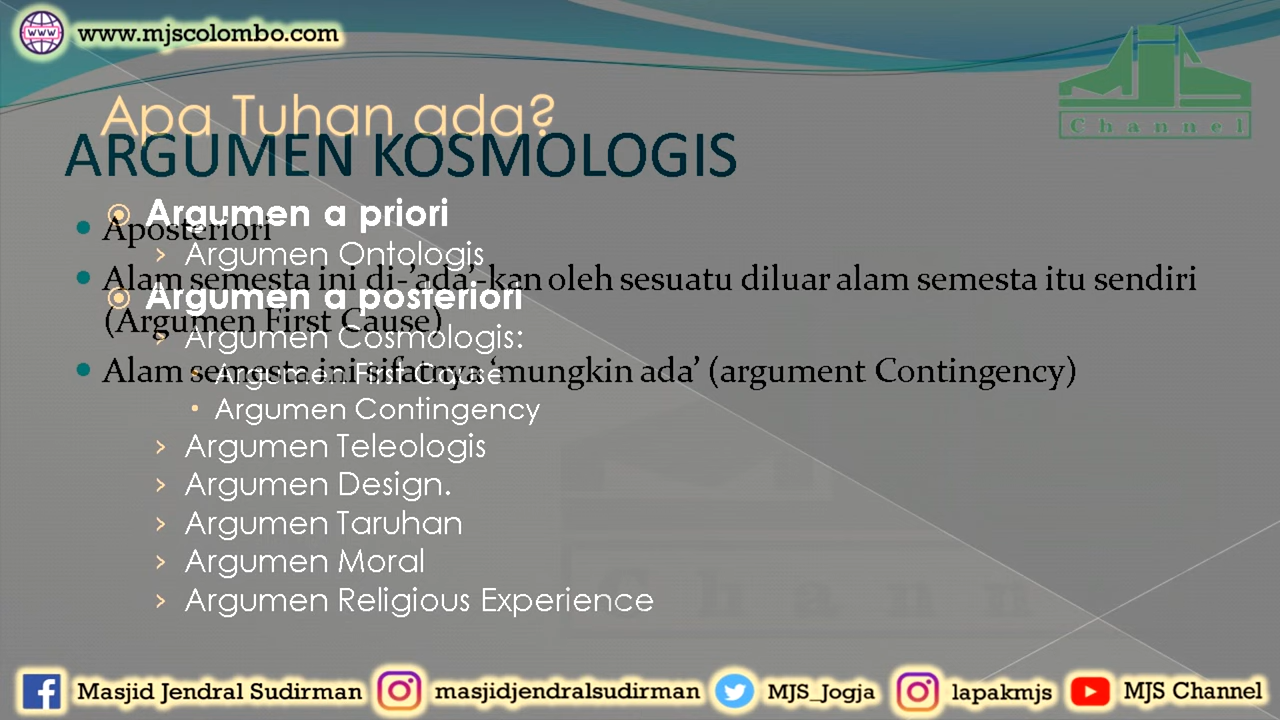 www.mjscolombo.com
Channel
Apa Tuhan ada?
ARGUMEN KOSMOLOGIS
Argumen a priori
Aposteriori
Argumen Ontologis
Alam semesta ini di-'ada'-kan oleh sesuatu diluar alam semesta itu sendiri
Argumen a posteriori
(Argumen First Cause)
Argumen Cosmologis:
Alam semesta ini sifatnya 'mungkin ada' (argument Contingency)
Argumen First Cause
Argumen Contingency
Argumen Teleologis
Argumen Design.
Argumen Taruhan
Argumen Moral
Argumen Religious Experience
Masjid Jendral Sudirman masjidjendralsudirman MJS_Jogja lapakmjs MJS Channel